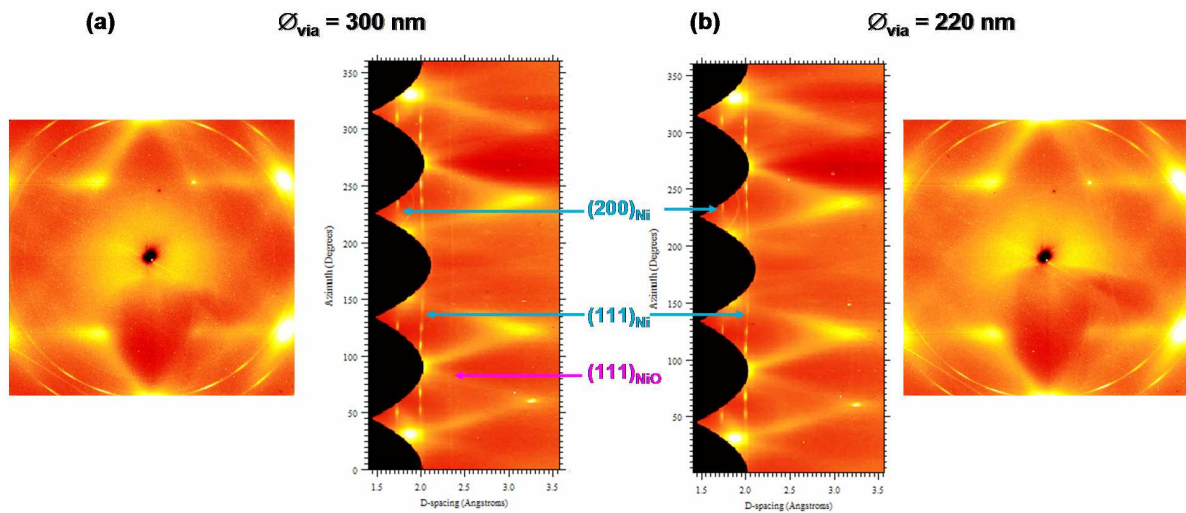 (a) ∅via = 300 nm
(b) ∅via = 220 nm
350
300
250
200
150
100
50
0
Azimuth (Degrees)
1.5 2.0 2.5 3.0 3.5
D-spacing (Angstroms)
(200)Ni
(111)Ni
(111)NiO
350
300
250
200
150
100
50
Azimuth (Degrees)
1.5 2.0 2.5 3.0 3.5
D-spacing (Angstroms)